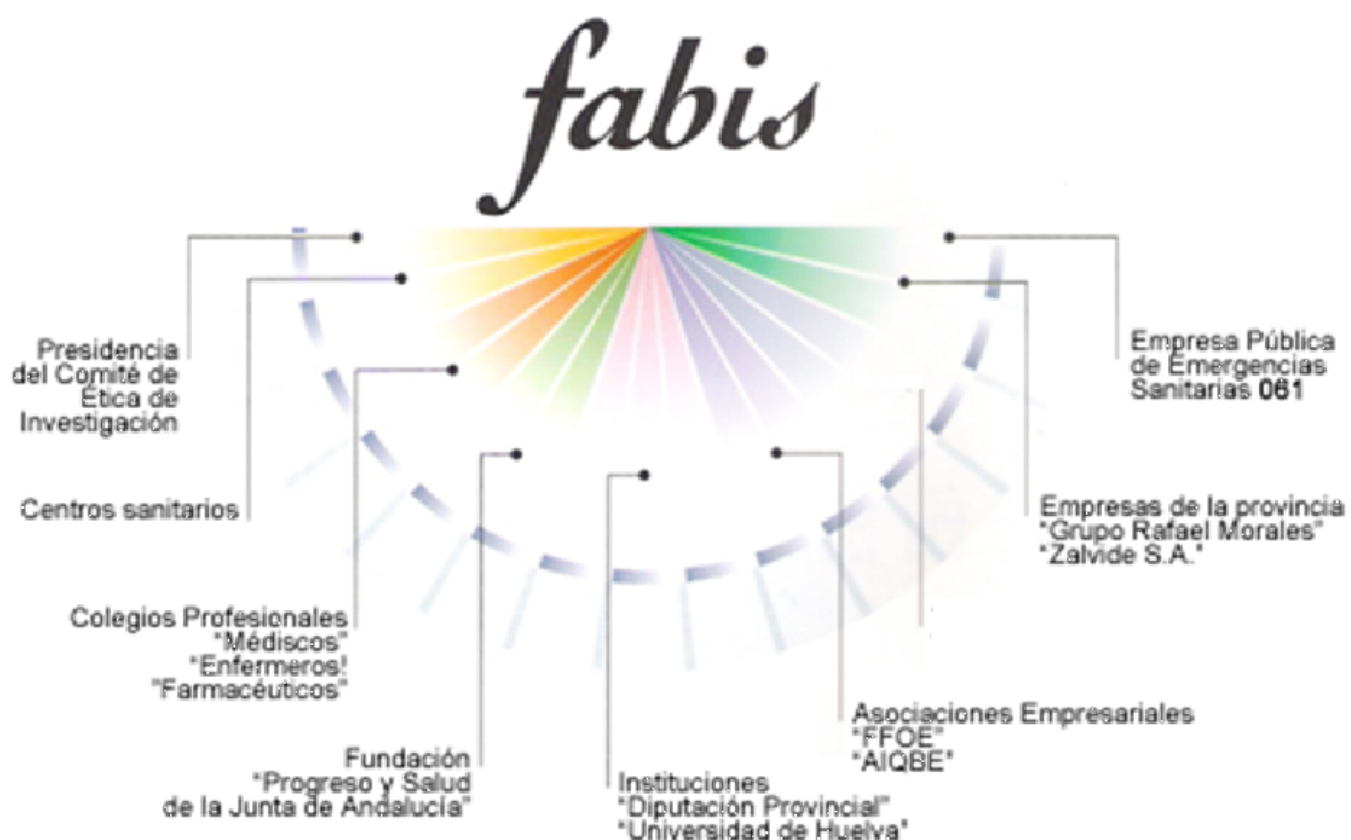 fabis
Presidencia
del Comité de
Ética de
Investigación
Centros sanitarios
Colegios Profesionales
"Médiscos"
"Enfermeros!
"Farmacéuticos"
Fundación
"Progreso y Salud
de la Junta de Andalucía"
Instituciones
"Diputación Provincial"
"Universidad de Huelva"
Asociaciones Empresariales
"FFOE"
"AIQBE"
Empresas de la provincia
"Grupo Rafael Morales"
"Zalvide S.A."
Empresa Pública
de Emergencias
Sanitarias 061